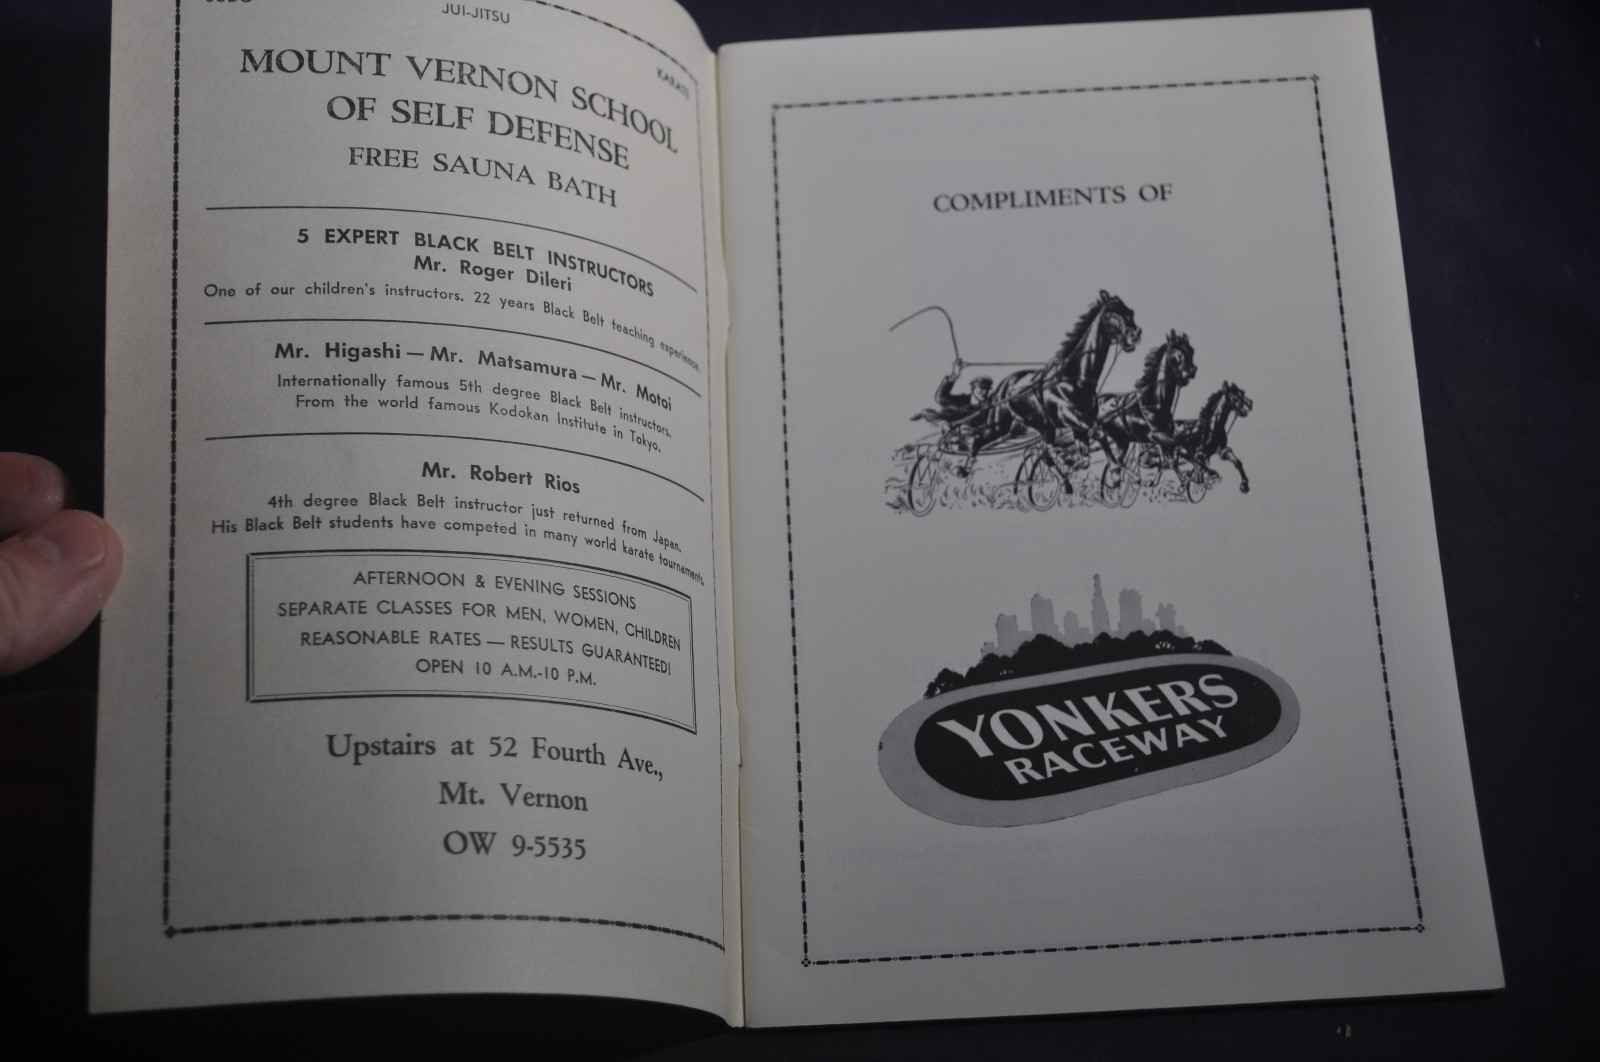 JUI-JITSU
KARATE
MOUNT VERNON SCHOOL
OF SELF DEFENSE
FREE SAUNA BATH
5 EXPERT BLACK BELT INSTRUCTORS
Mr. Roger Dileri
One of our children's instructors. 22 years Black Belt teaching experience.
Mr. Higashi — Mr. Matsamura — Mr. Motoi
Internationally famous 5th degree Black Belt instructors.
From the world famous Kodokan Institute in Tokyo.
Mr. Robert Rios
4th degree Black Belt instructor just returned from Japan.
His Black Belt students have competed in many world karate tournaments.
AFTERNOON & EVENING SESSIONS
SEPARATE CLASSES FOR MEN, WOMEN, CHILDREN
REASONABLE RATES — RESULTS GUARANTEED!
OPEN 10 A.M.-10 P.M.
Upstairs at 52 Fourth Ave.,
Mt. Vernon
OW 9-5535
COMPLIMENTS OF
YONKERS
RACEWAY